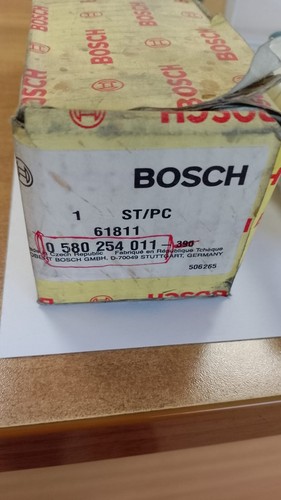 BOSCH
BOSCH
BOSCH
BOSCH
BOSCH
1 ST/PC
61811
0 580 254 011 - 390
Czech Republic Fabriqué en République Tchèque
ROBERT BOSCH GMBH, D-70049 STUTTGART, GERMANY
506265
BOSCH